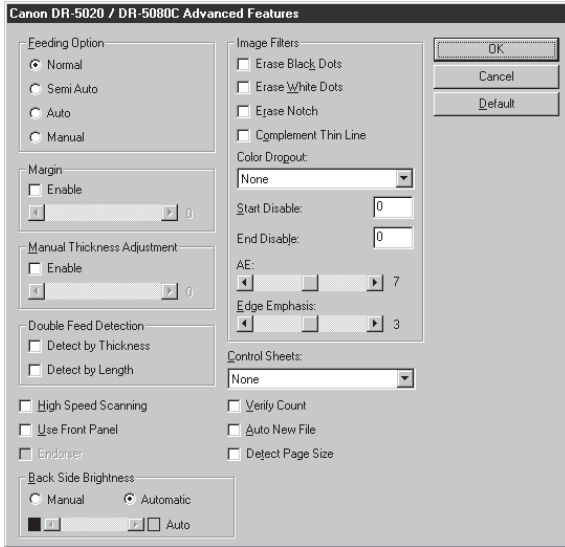 Canon DR-5020 / DR-5080C Advanced Features
Feeding Option
Normal
Semi Auto
Auto
Manual
Margin
Enable
0
Manual Thickness Adjustment
Enable
0
Double Feed Detection
Detect by Thickness
Detect by Length
High Speed Scanning
Use Front Panel
Endorser
Back Side Brightness
Manual
Automatic
Auto
Image Filters
Erase Black Dots
Erase White Dots
Erase Notch
Complement Thin Line
Color Dropout:
None
Start Disable: 0
End Disable: 0
AE:
7
Edge Emphasis:
3
Control Sheets:
None
Verify Count
Auto New File
Detect Page Size
OK
Cancel
Default